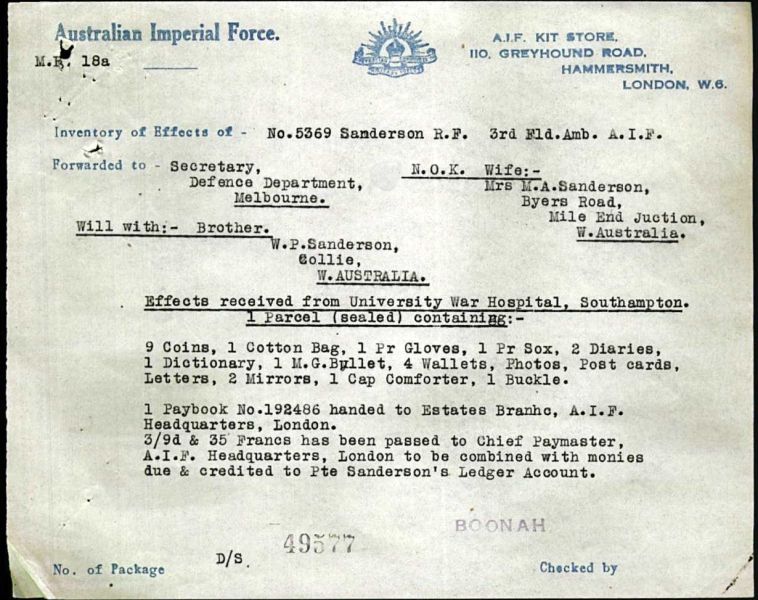 Australian Imperial Force.
M.F. 18a
A.I.F. KIT STORE,
110, GREYHOUND ROAD,
HAMMERSMITH,
LONDON, W.6.
Inventory of Effects of - No.5369 Sanderson R.F. 3rd Fld.Amb. A.I.F.
Forwarded to - Secretary,
Defence Department,
Melbourne.
N.O.K. Wife:-
Mrs M.A.Sanderson,
Byers Road,
Mile End Juction,
W.Australia.
Will with:- Brother.
W.P.Sanderson,
Collie,
W.AUSTRALIA.
Effects received from University War Hospital, Southampton.
1 Parcel (sealed) containing:-
9 Coins, 1 Cotton Bag, 1 Pr Gloves, 1 Pr Sox, 2 Diaries,
1 Dictionary, 1 M.G.Bullet, 4 Wallets, Photos, Post cards,
Letters, 2 Mirrors, 1 Cap Comforter, 1 Buckle.
1 Paybook No.192486 handed to Estates Branhc, A.I.F.
Headquarters, London.
3/9d & 35 Francs has been passed to Chief Paymaster,
A.I.F. Headquarters, London to be combined with monies
due & credited to Pte Sanderson's Ledger Account.
BOONAH
D/S. 49577
No. of Package
Checked by